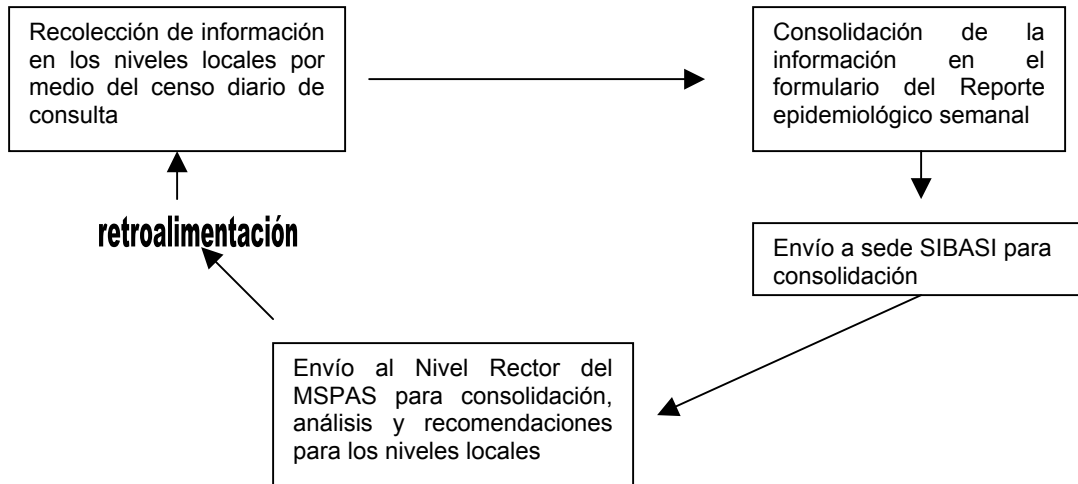 Recolección de información
en los niveles locales por
medio del censo diario de
consulta
Consolidación de la
información en el
formulario del Reporte
epidemiológico semanal
Envío a sede SIBASI para
consolidación
Envío al Nivel Rector del
MSPAS para consolidación,
análisis y recomendaciones
para los niveles locales
retroalimentación